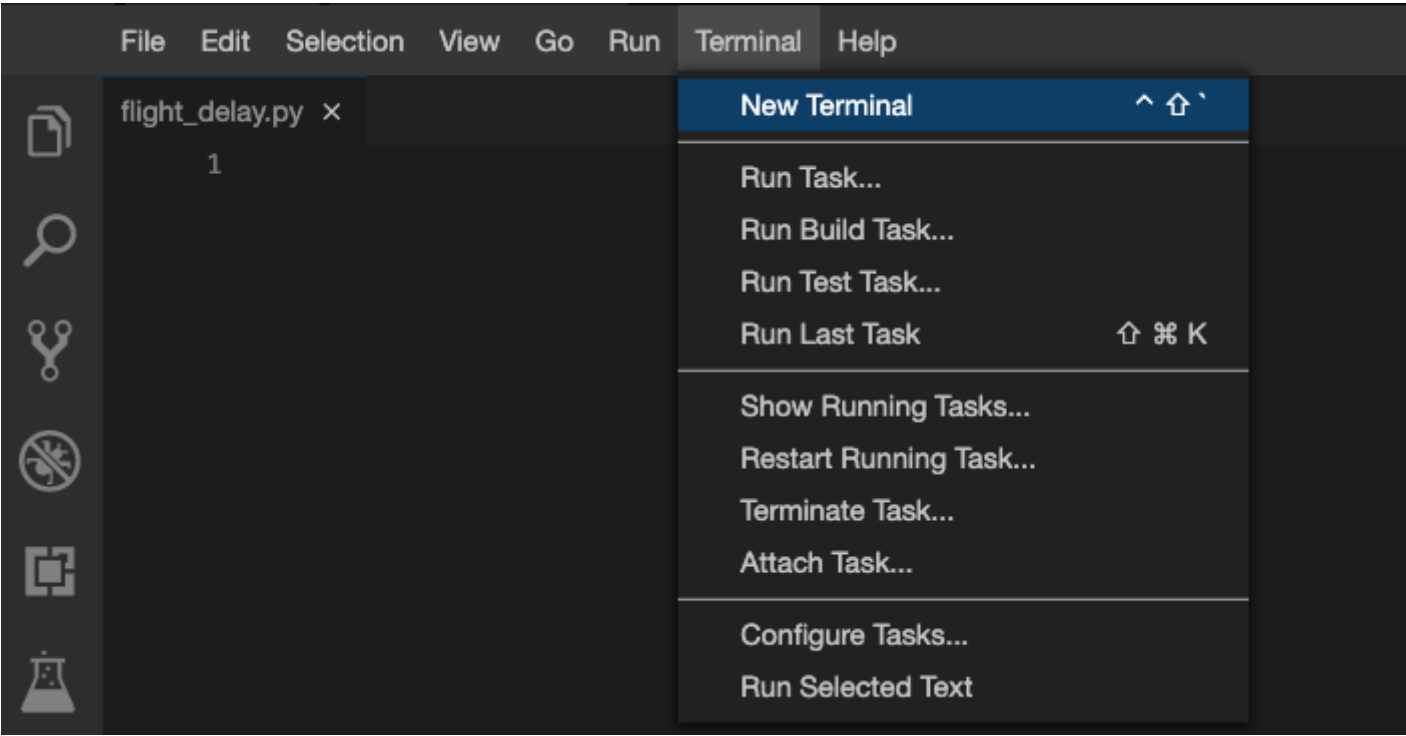 File Edit Selection View Go Run Terminal Help
flight_delay.py ×
1
New Terminal ^ ⇧ `
Run Task...
Run Build Task...
Run Test Task...
Run Last Task ⇧ ⌘ K
Show Running Tasks...
Restart Running Task...
Terminate Task...
Attach Task...
Configure Tasks...
Run Selected Text